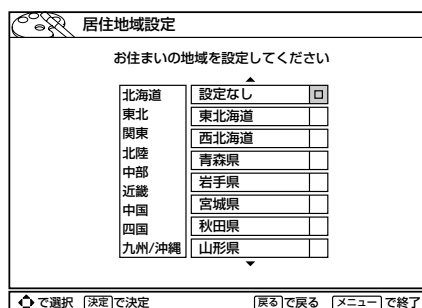 居住地域設定
お住まいの地域を設定してください
北海道
東北
関東
北陸
中部
近畿
中国
四国
九州/沖縄
設定なし
東北海道
西北海道
青森県
岩手県
宮城県
秋田県
山形県
で選択 決定で決定 戻るで戻る メニューで終了